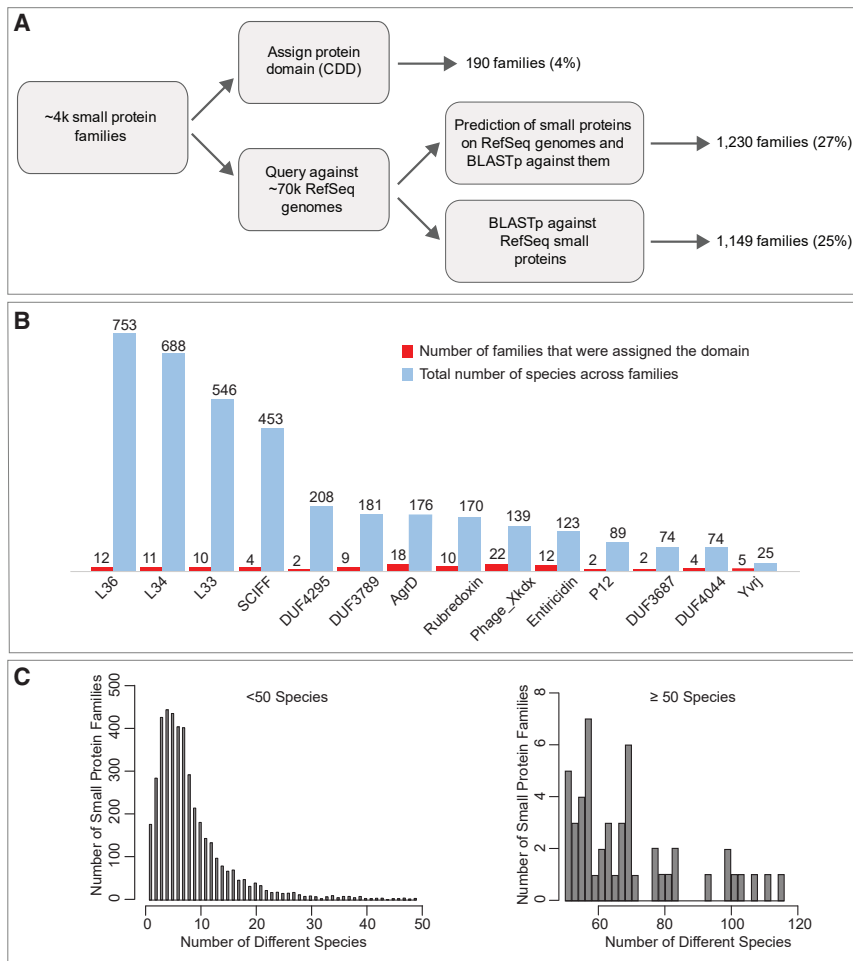 A
~4k small protein
families
Assign protein
domain (CDD)
190 families (4%)
Query against
~70k RefSeq
genomes
Prediction of small proteins
on RefSeq genomes and
BLASTp against them
1,230 families (27%)
BLASTp against
RefSeq small
proteins
1,149 families (25%)
B
Number of families that were assigned the domain
Total number of species across families
753
688
546
453
208
181
176
170
139
123
89
74
74
25
12
11
10
4
2
9
18
10
22
12
2
2
4
5
L36
L34
L33
SCIFF
DUF4295
DUF3789
AgrD
Rubredoxin
Phage_Xkdx
Entiricidin
P12
DUF3687
DUF4044
Yvrj
C
<50 Species
Number of Small Protein Families
500
400
300
200
100
0
0 10 20 30 40 50
Number of Different Species
≥ 50 Species
Number of Small Protein Families
8
6
4
2
0
60 80 100 120
Number of Different Species